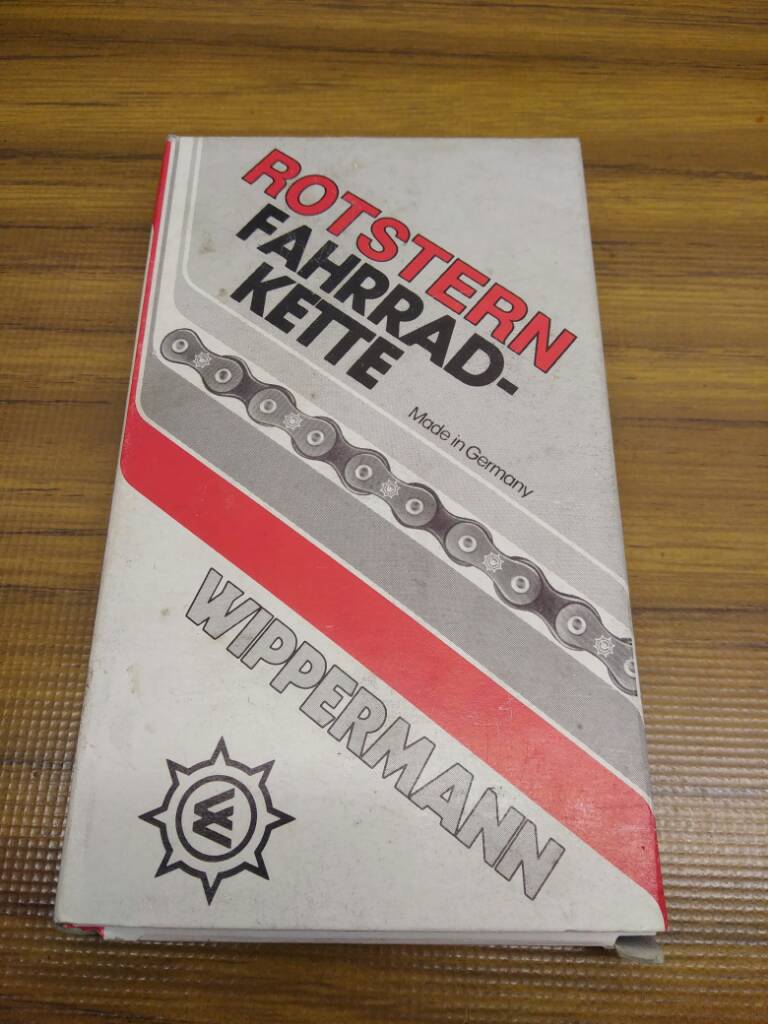 ROTSTERN
FAHRRAD-
KETTE
Made in Germany
WIPPERMANN
W